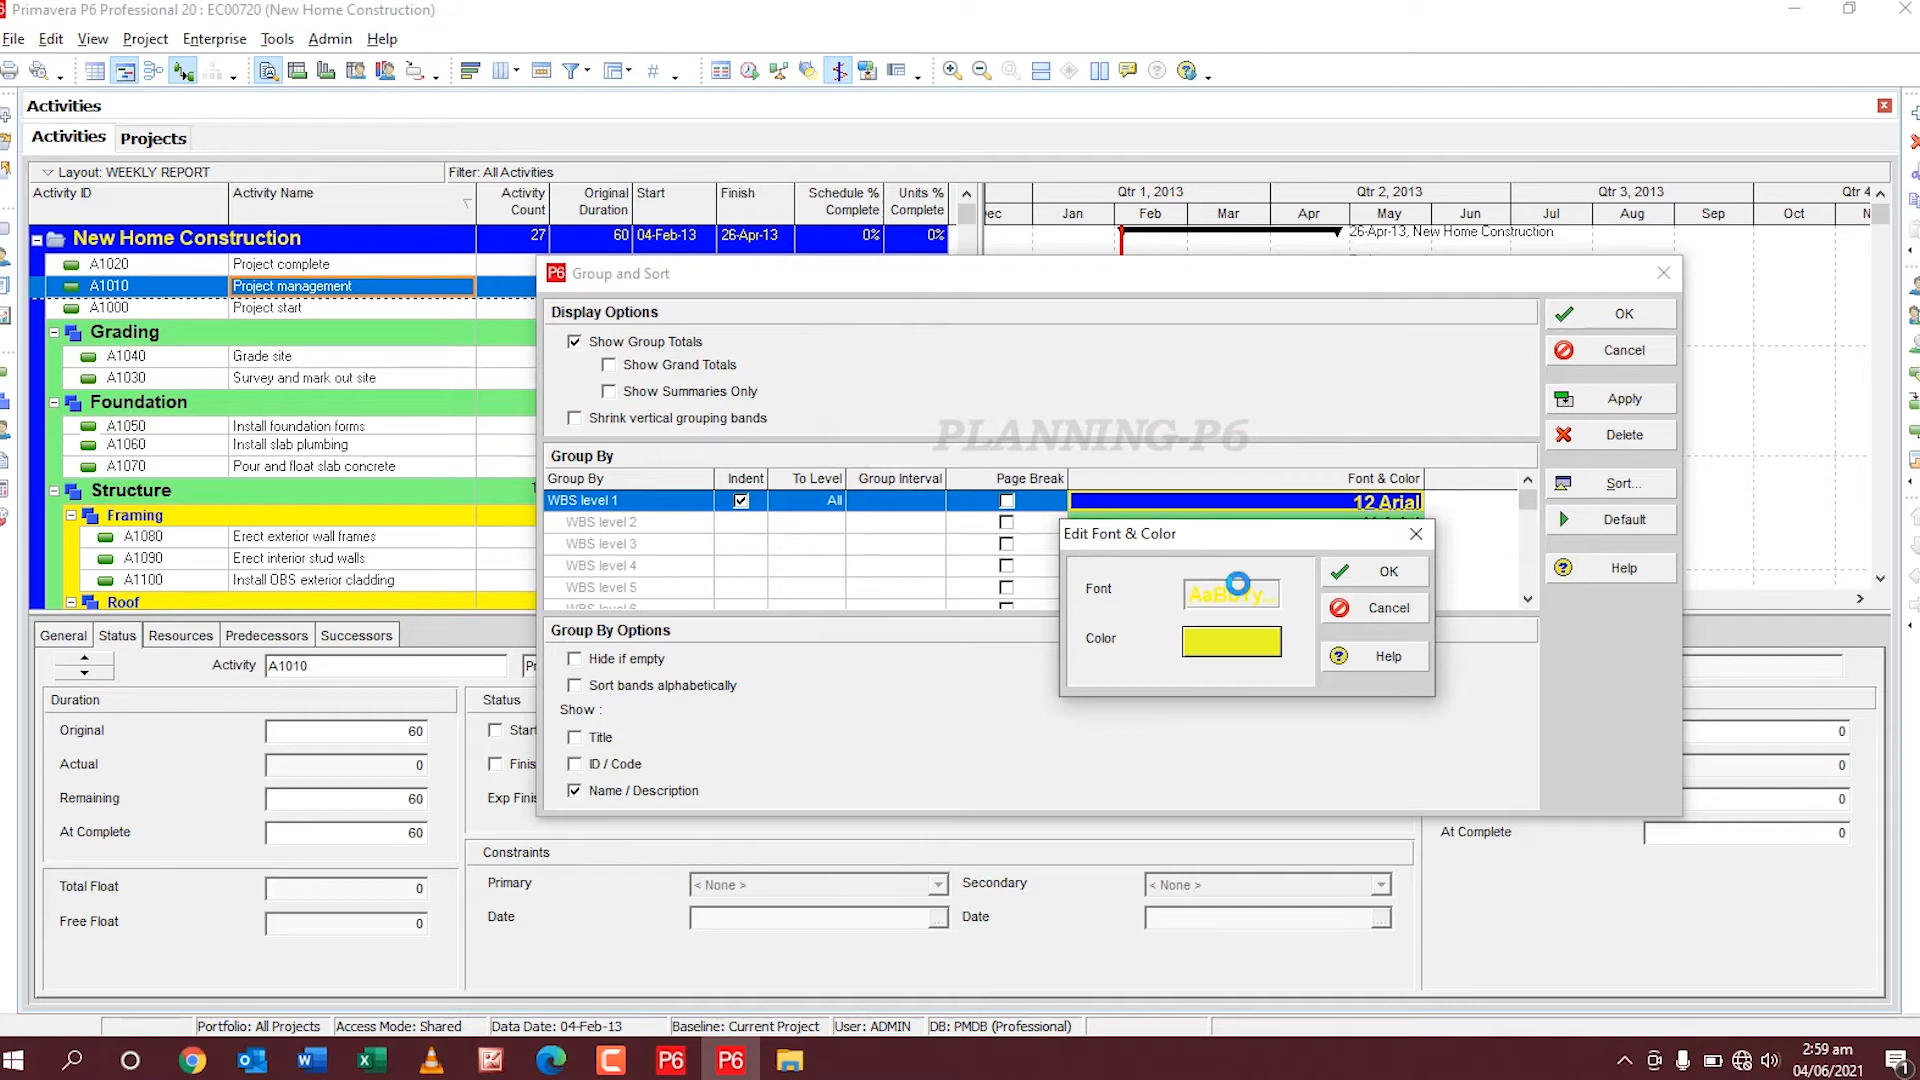 Primavera P6 Professional 20 : EC00720 (New Home Construction)
File Edit View Project Enterprise Tools Admin Help
Activities
Activities Projects
Layout: WEEKLY REPORT Filter: All Activities
Activity ID Activity Name Activity Count Original Duration Start Finish Schedule % Complete Units % Complete
Qtr 1, 2013 Qtr 2, 2013 Qtr 3, 2013 Qtr 4
Jan Feb Mar Apr May Jun Jul Aug Sep Oct
New Home Construction 27 60 04-Feb-13 26-Apr-13 0% 0%
26-Apr-13, New Home Construction
A1020 Project complete
A1010 Project management
A1000 Project start
Grading
A1040 Grade site
A1030 Survey and mark out site
Foundation
A1050 Install foundation forms
A1060 Install slab plumbing
A1070 Pour and float slab concrete
Structure
Framing
A1080 Erect exterior wall frames
A1090 Erect interior stud walls
A1100 Install OBS exterior cladding
Roof
P6 Group and Sort
Display Options
Show Group Totals
Show Grand Totals
Show Summaries Only
Shrink vertical grouping bands
PLANNING-P6
OK
Cancel
Apply
Delete
Sort...
Default
Help
Group By
Group By Indent To Level Group Interval Page Break Font & Color
WBS level 1 All 12 Arial
WBS level 2
WBS level 3
WBS level 4
WBS level 5
Edit Font & Color
Font
Color
OK
Cancel
Help
Group By Options
Hide if empty
Sort bands alphabetically
Show :
Title
ID / Code
Name / Description
General Status Resources Predecessors Successors
Activity A1010
Duration
Original 60
Actual 0
Remaining 60
At Complete 60
Total Float 0
Free Float 0
Status
Exp
0
0
0
At Complete 0
Constraints
Primary < None > Secondary < None >
Date Date
Portfolio: All Projects Access Mode: Shared Data Date: 04-Feb-13 Baseline: Current Project User: ADMIN DB: PMDB (Professional)
P6 P6
2:59 am
04/06/2021
1